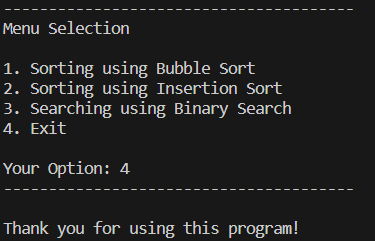 ---------------------------------------
Menu Selection
1. Sorting using Bubble Sort
2. Sorting using Insertion Sort
3. Searching using Binary Search
4. Exit
Your Option: 4
---------------------------------------
Thank you for using this program!